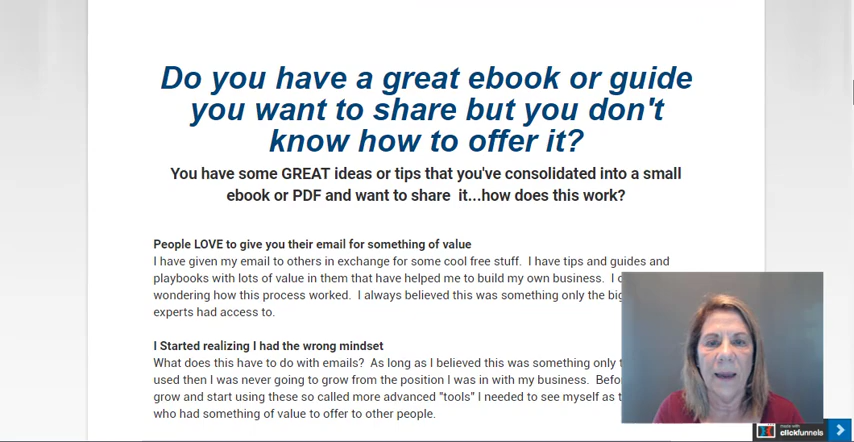 Do you have a great ebook or guide
you want to share but you don't
know how to offer it?
You have some GREAT ideas or tips that you've consolidated into a small
ebook or PDF and want to share it...how does this work?
People LOVE to give you their email for something of value
I have given my email to others in exchange for some cool free stuff. I have tips and guides and
playbooks with lots of value in them that have helped me to build my own business. I
wondering how this process worked. I always believed this was something only the big
experts had access to.
I Started realizing I had the wrong mindset
What does this have to do with emails? As long as I believed this was something only
used then I was never going to grow from the position I was in with my business.
grow and start using these so called more advanced "tools" I needed to see myself as
who had something of value to offer to other people.
made with
clickfunnels